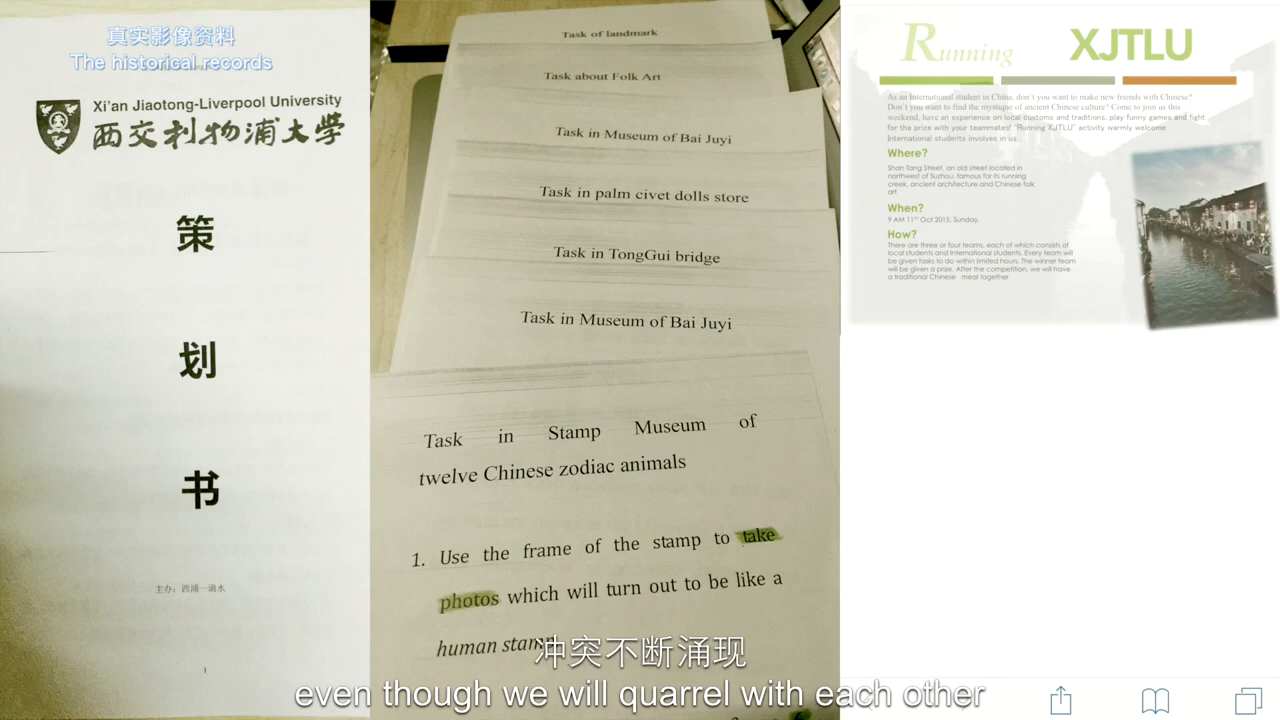 真实影像资料
The historical records
Xi'an Jiaotong-Liverpool University
西交利物浦大學
策
划
书
主办：西浦一滴水
1
Task of landmark
Task about Folk Art
Task in Museum of Bai Juyi
Task in palm civet dolls store
Task in TongGui bridge
Task in Museum of Bai Juyi
Task in Stamp Museum of
twelve Chinese zodiac animals
1. Use the frame of the stamp to take
photos which will turn out to be like a
human stamp
Running XJTLU
As an International student in China, don't you want to make new friends with Chinese?
Don't you want to find the mystique of ancient Chinese culture? Come to join us this
weekend, have an experience on local customs and traditions, play funny games and fight
for the prize with your teammates! "Running XJTLU" activity warmly welcome
International students involves in us...
Where?
Shan Tang Street, an old street located in
northwest of Suzhou, famous for its running
creek, ancient architecture and Chinese folk
art
When?
9 AM 11th Oct 2015, Sunday.
How?
There are three or four teams, each of which consists of
local students and International students. Every team will
be given tasks to do within limited hours. The winner team
will be given a prize. After the competition, we will have
a traditional Chinese meal together
冲突不断涌现
even though we will quarrel with each other